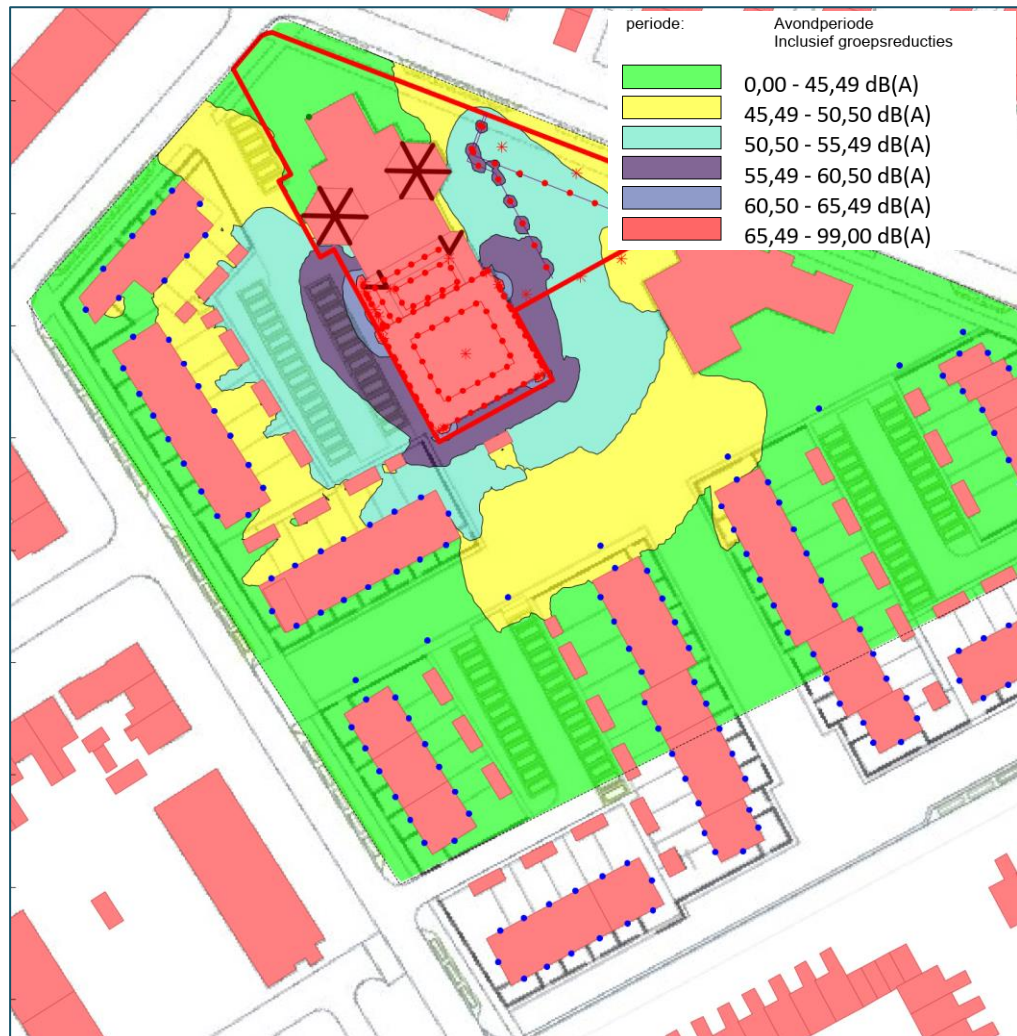 periode: Avondperiode
Inclusief groepsreducties
0,00 - 45,49 dB(A)
45,49 - 50,50 dB(A)
50,50 - 55,49 dB(A)
55,49 - 60,50 dB(A)
60,50 - 65,49 dB(A)
65,49 - 99,00 dB(A)